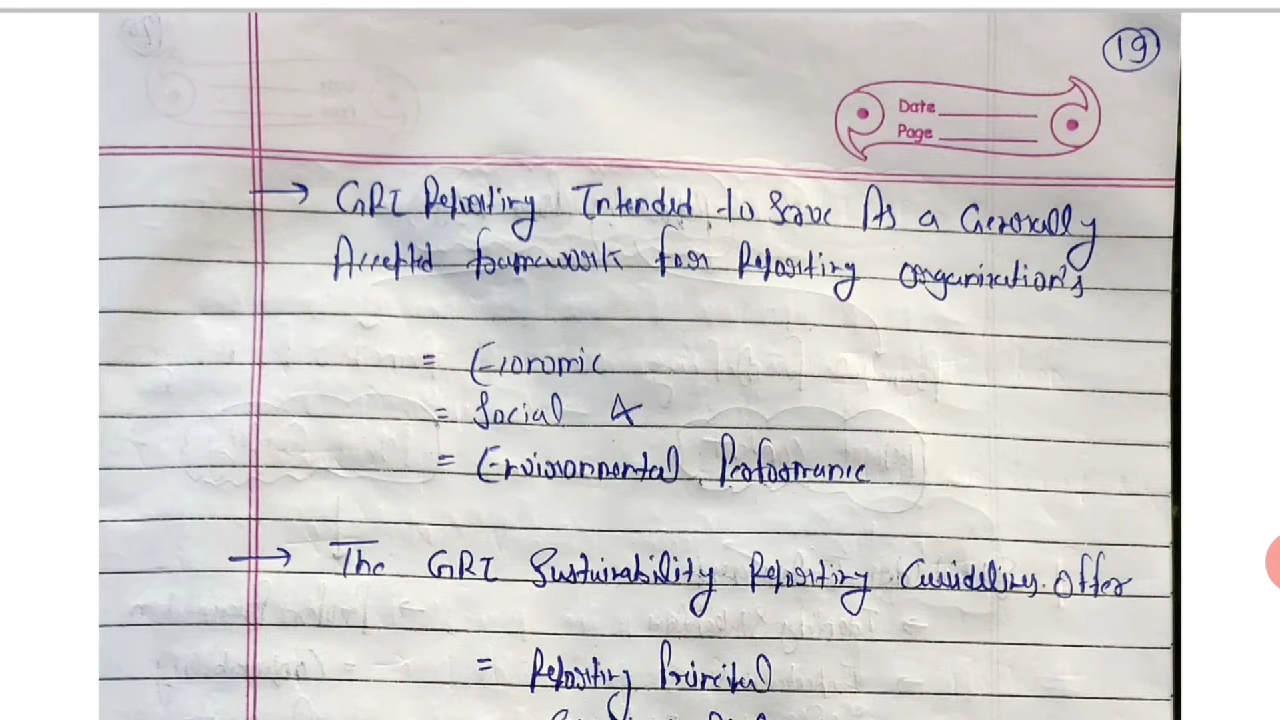 19
Date
Page
→ GRI Reporting Intended to Serve As a Generally
Accepted framework for Reporting organization's
= Economic
= Social &
= Environmental Performance
→ The GRI Sustainability Reporting Guidelines offer
= Reporting Principal